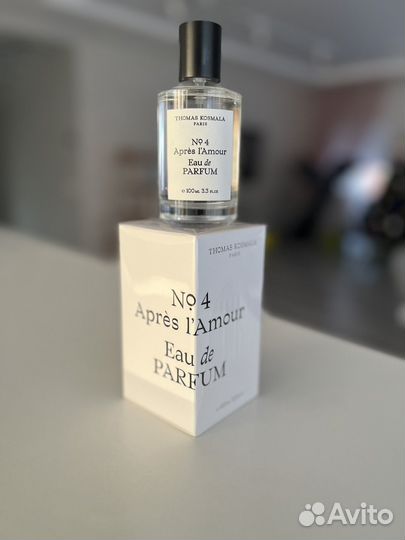 THOMAS KOSMALA
PARIS
Nº 4
Après l'Amour
Eau de
PARFUM
e 100ml 3.3 fl.oz
THOMAS KOSMALA
PARIS
Nº 4
Après l'Amour
Eau de
PARFUM
Avito